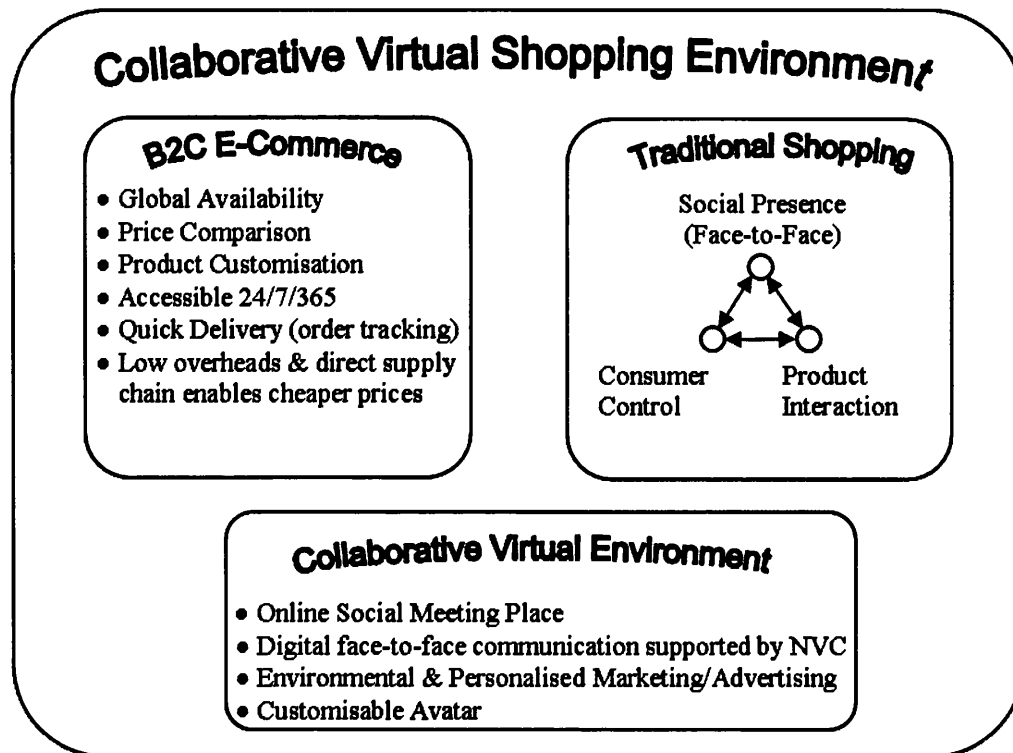 Collaborative Virtual Shopping Environment
B2C E-Commerce
• Global Availability
• Price Comparison
• Product Customisation
• Accessible 24/7/365
• Quick Delivery (order tracking)
• Low overheads & direct supply
chain enables cheaper prices
Traditional Shopping
Social Presence
(Face-to-Face)
Consumer
Control
Product
Interaction
Collaborative Virtual Environment
• Online Social Meeting Place
• Digital face-to-face communication supported by NVC
• Environmental & Personalised Marketing/Advertising
• Customisable Avatar